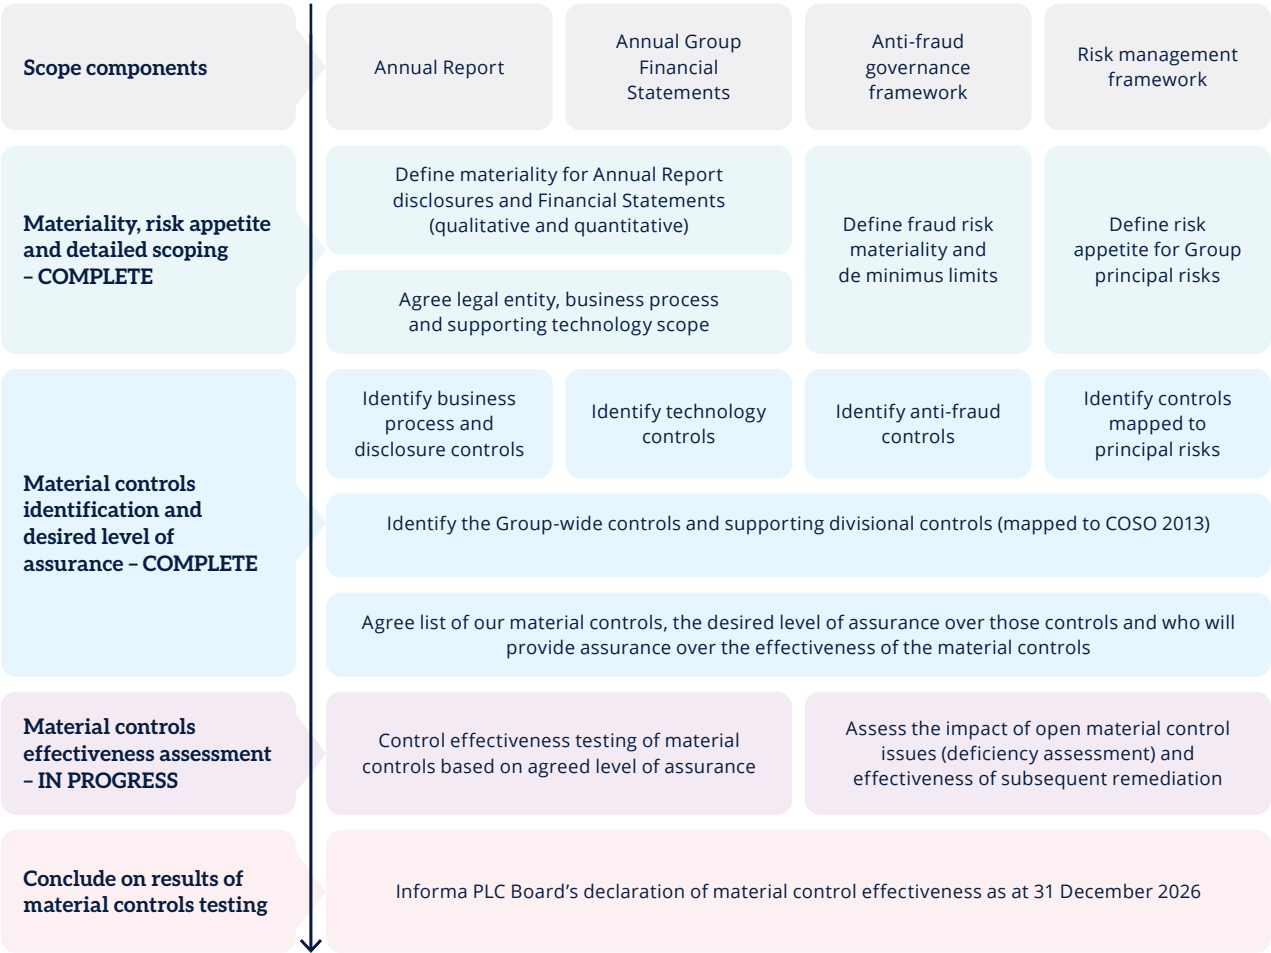 Scope components
Annual Report
Annual Group
Financial
Statements
Anti-fraud
governance
framework
Risk management
framework
Materiality, risk appetite
and detailed scoping
– COMPLETE
Define materiality for Annual Report
disclosures and Financial Statements
(qualitative and quantitative)
Agree legal entity, business process
and supporting technology scope
Define fraud risk
materiality and
de minimus limits
Define risk
appetite for Group
principal risks
Material controls
identification and
desired level of
assurance – COMPLETE
Identify business
process and
disclosure controls
Identify technology
controls
Identify anti-fraud
controls
Identify controls
mapped to
principal risks
Identify the Group-wide controls and supporting divisional controls (mapped to COSO 2013)
Agree list of our material controls, the desired level of assurance over those controls and who will
provide assurance over the effectiveness of the material controls
Material controls
effectiveness assessment
– IN PROGRESS
Control effectiveness testing of material
controls based on agreed level of assurance
Assess the impact of open material control
issues (deficiency assessment) and
effectiveness of subsequent remediation
Conclude on results of
material controls testing
Informa PLC Board’s declaration of material control effectiveness as at 31 December 2026